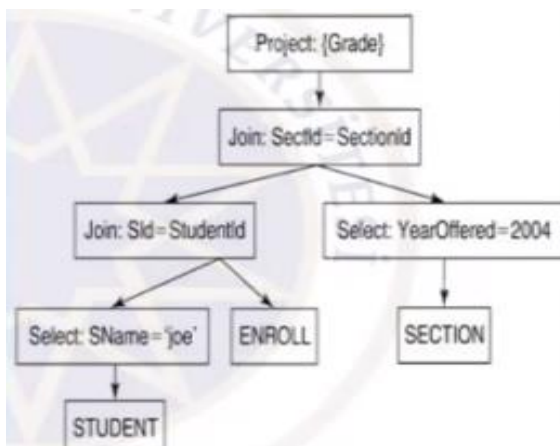 Project: {Grade}
Join: SectId=SectionId
Join: SId=StudentId
Select: YearOffered=2004
Select: SName='joe'
ENROLL
SECTION
STUDENT